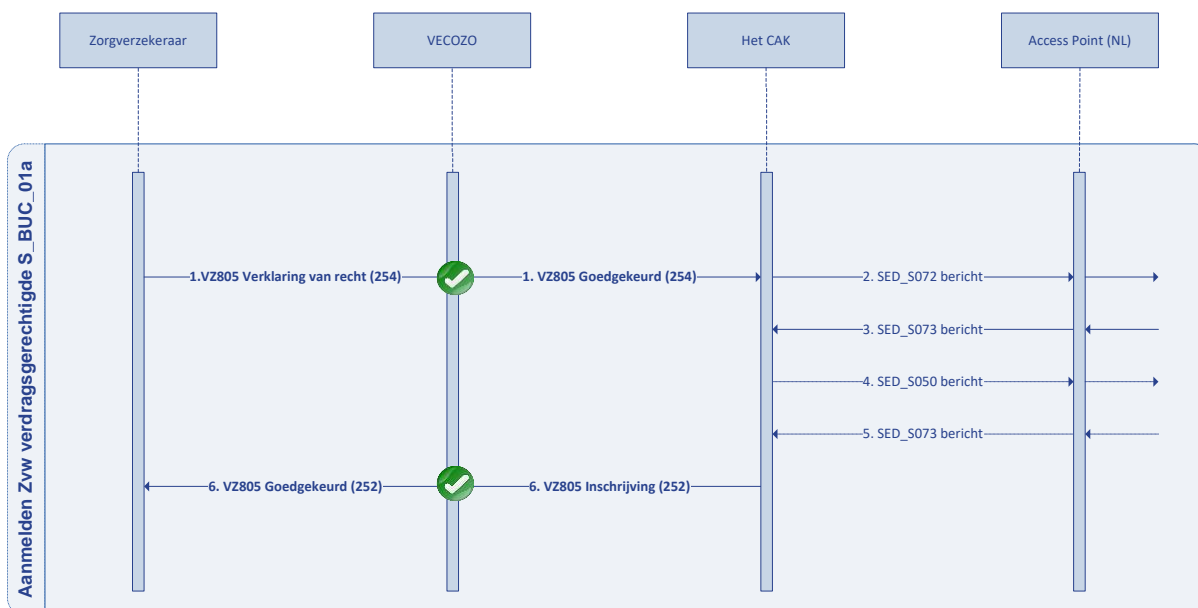 Zorgverzekeraar
VECOZO
Het CAK
Access Point (NL)
Aanmelden Zvw verdragsgerechtigde S_BUC_01a
1.VZ805 Verklaring van recht (254)
1. VZ805 Goedgekeurd (254)
2. SED_S072 bericht
3. SED_S073 bericht
4. SED_S050 bericht
5. SED_S073 bericht
6. VZ805 Goedgekeurd (252)
6. VZ805 Inschrijving (252)